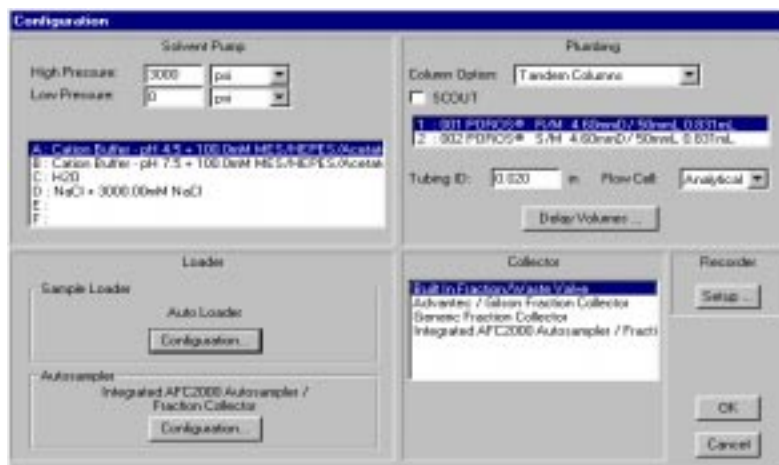 Configuration
Solvent Pump
High Pressure: 3000 psi
Low Pressure: 0 psi
A : Cation Buffer - pH 4.5 + 100.0mM MES/HEPES/Acetat
B : Cation Buffer - pH 7.5 + 100.0mM MES/HEPES/Acetat
C : H2O
D : NaCl + 3000.00mM NaCl
E :
F :
Plumbing
Column Option: Tandem Columns
SCOUT
1 : 001 POROS® S/M 4.60mmD/ 50mmL 0.831mL
2 : 002 POROS® S/M 4.60mmD/ 50mmL 0.831mL
Tubing ID: 0.020 in Flow Cell: Analytical
Delay Volumes ...
Loader
Sample Loader
Auto Loader
Configuration...
Autosampler
Integrated AFC2000 Autosampler /
Fraction Collector
Configuration...
Collector
Built In Fraction/Waste Valve
Advantec / Gilson Fraction Collector
Generic Fraction Collector
Integrated AFC2000 Autosampler / Fracti
Recorder
Setup ...
OK
Cancel